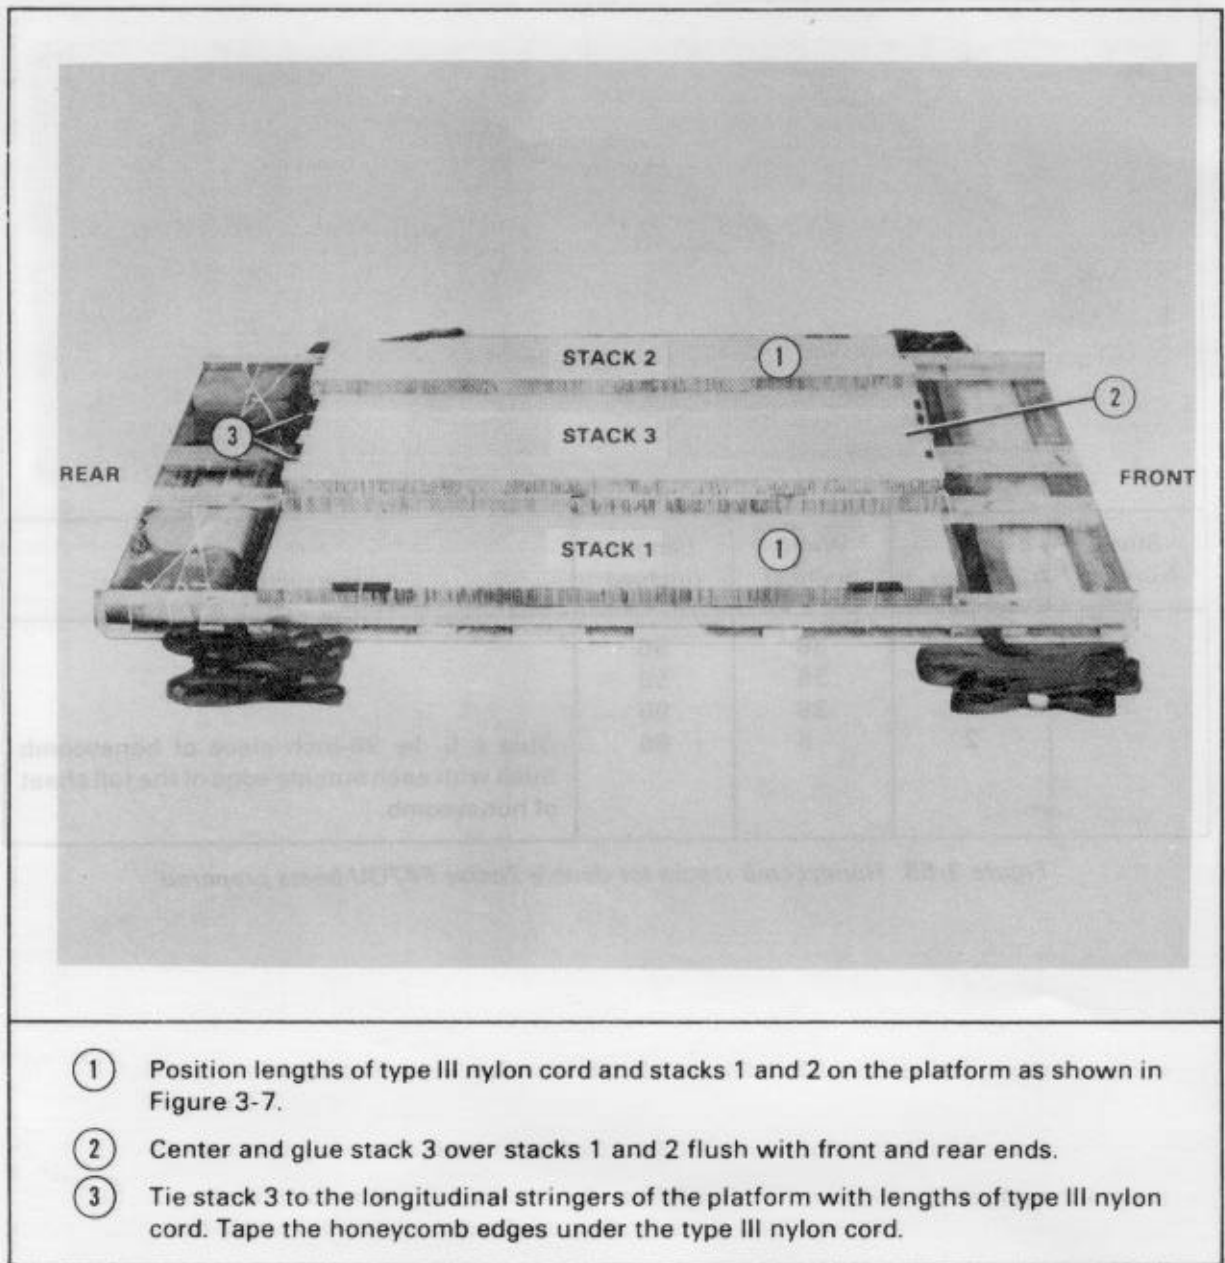 STACK 2
1
2
STACK 3
3
REAR
FRONT
STACK 1
1
1 Position lengths of type III nylon cord and stacks 1 and 2 on the platform as shown in
Figure 3-7.
2 Center and glue stack 3 over stacks 1 and 2 flush with front and rear ends.
3 Tie stack 3 to the longitudinal stringers of the platform with lengths of type III nylon
cord. Tape the honeycomb edges under the type III nylon cord.